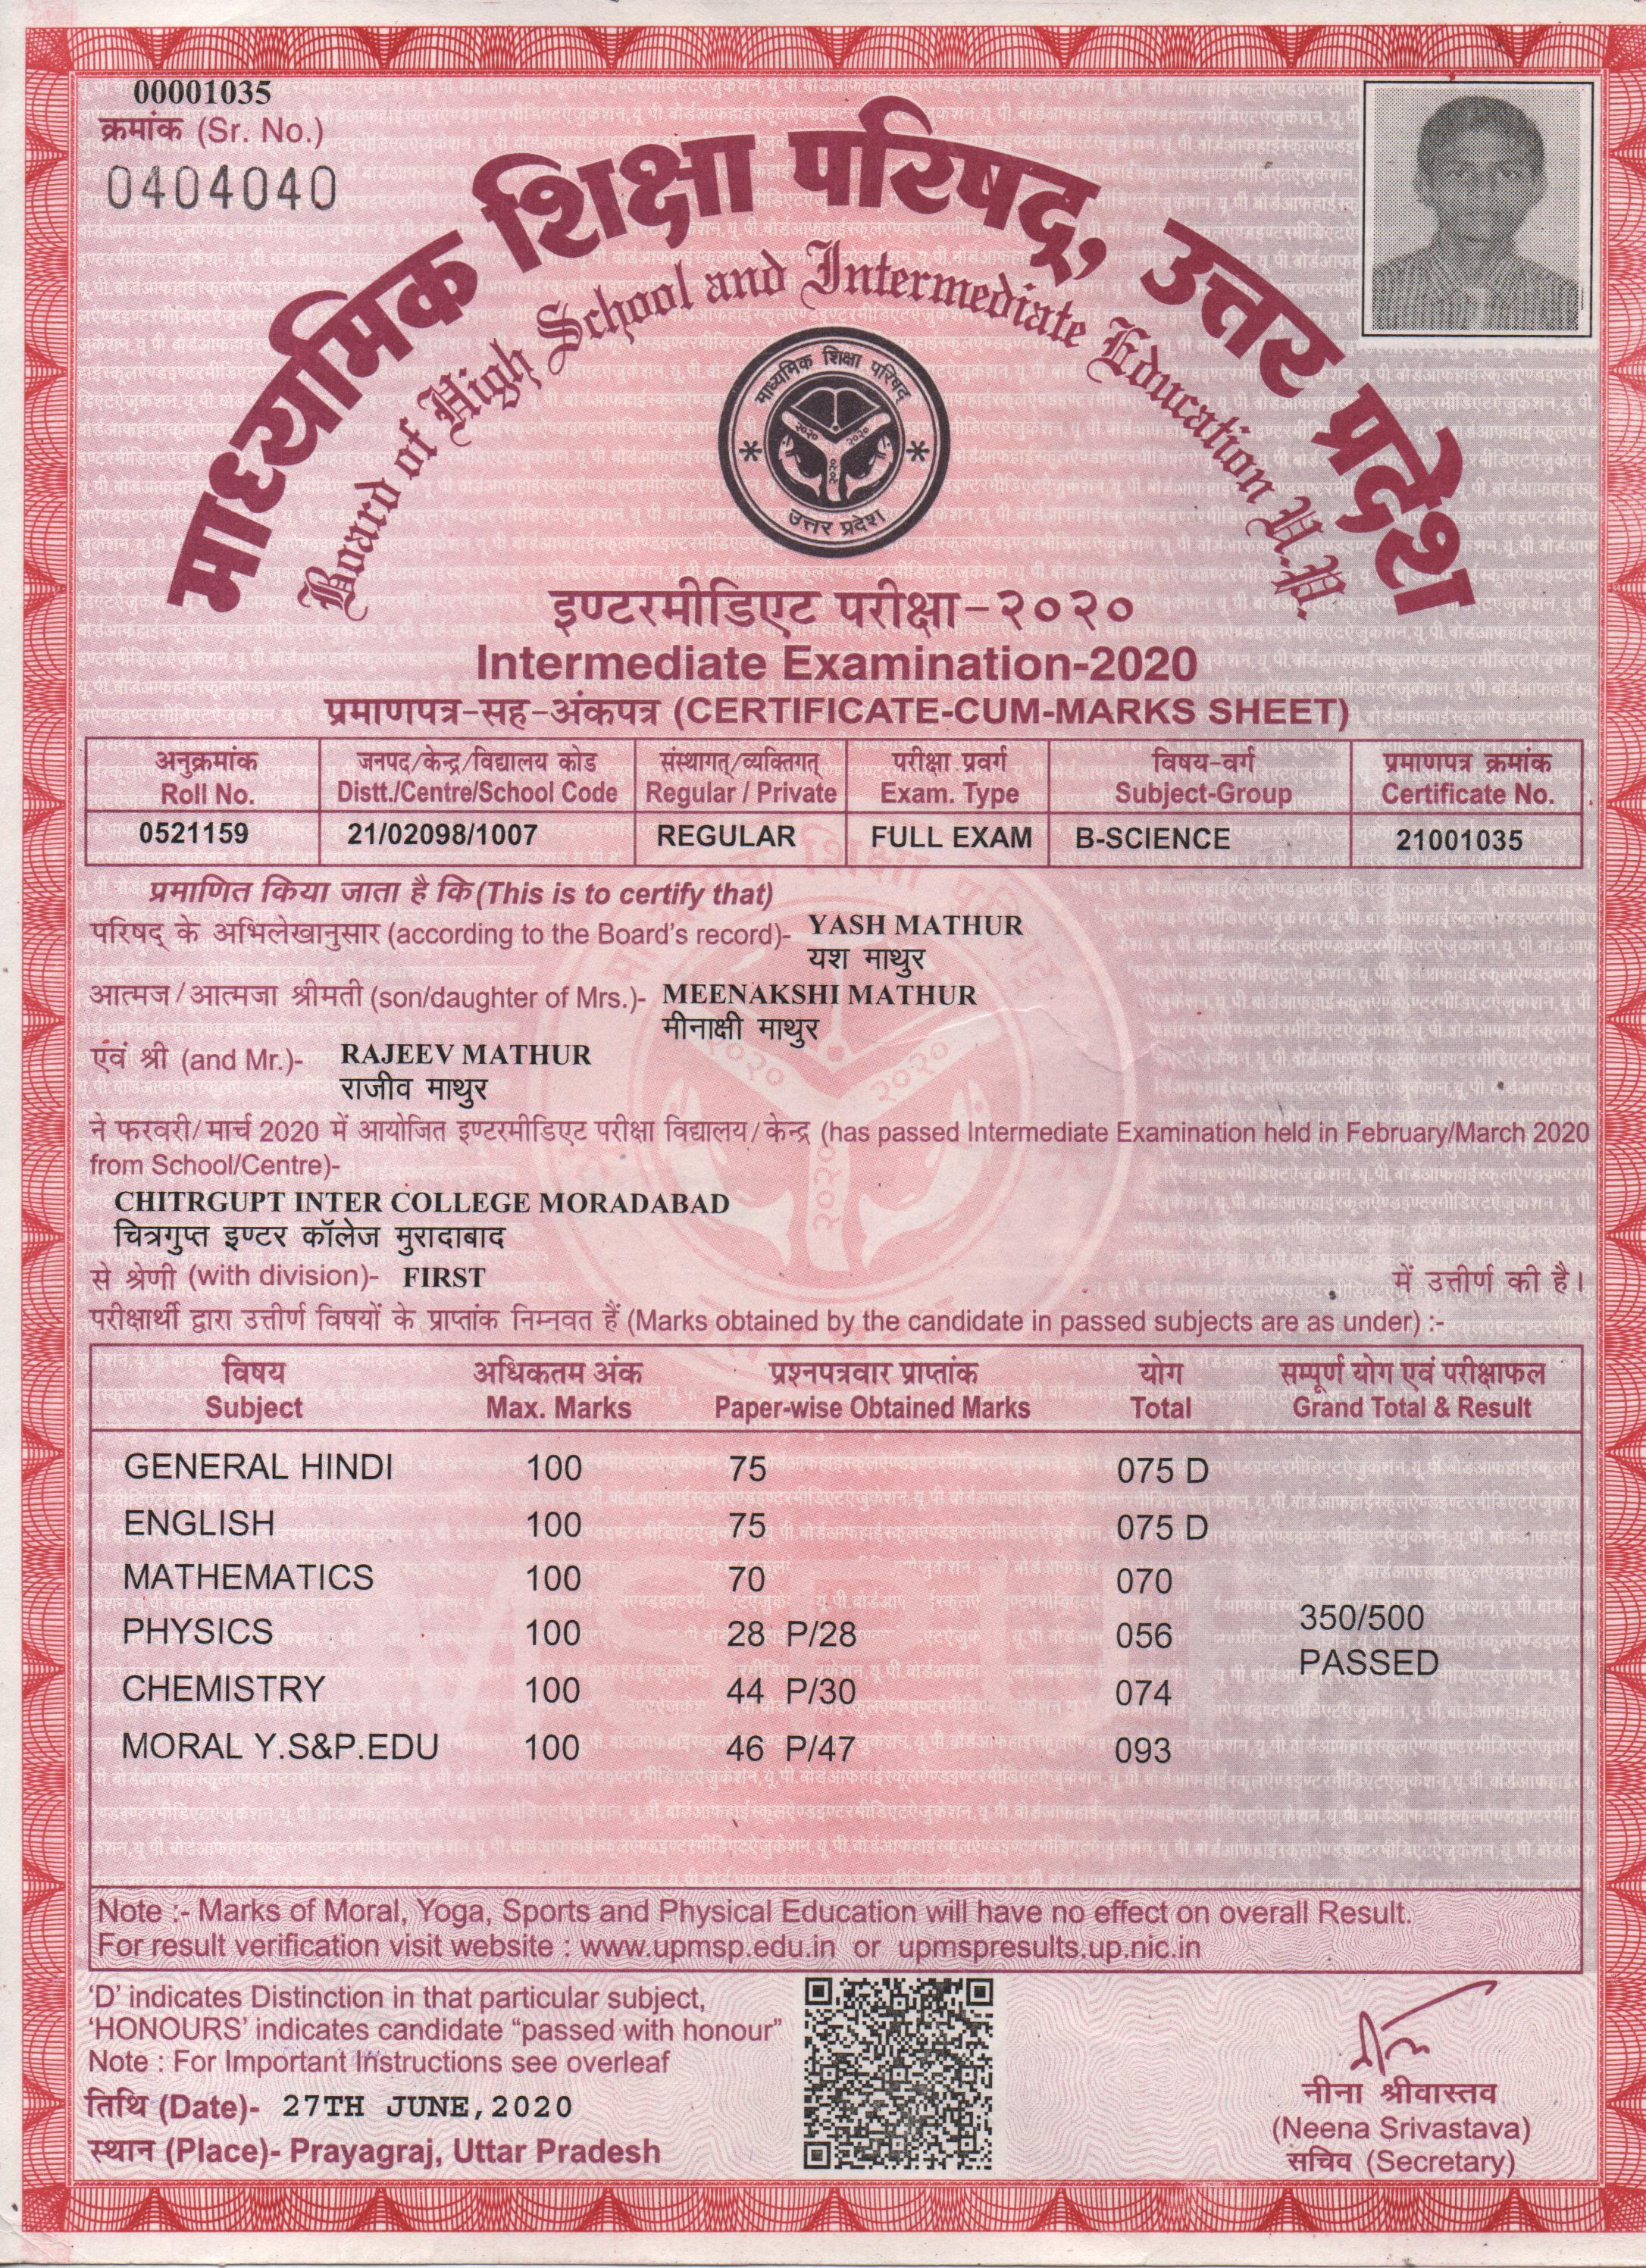 00001035
क्रमांक (Sr. No.)
0404040
माध्यमिक शिक्षा परिषद्, उत्तर प्रदेश
Board of High School and Intermediate Education U.P.
माध्यमिक शिक्षा परिषद्
२०२० २०२०
२०२०
उत्तर प्रदेश
इण्टरमीडिएट परीक्षा-२०२०
Intermediate Examination-2020
प्रमाणपत्र-सह-अंकपत्र (CERTIFICATE-CUM-MARKS SHEET)
अनुक्रमांक जनपद/केन्द्र/विद्यालय कोड संस्थागत्/व्यक्तिगत् परीक्षा प्रवर्ग विषय-वर्ग प्रमाणपत्र क्रमांक
Roll No. Distt./Centre/School Code Regular / Private Exam. Type Subject-Group Certificate No.
0521159 21/02098/1007 REGULAR FULL EXAM B-SCIENCE 21001035
प्रमाणित किया जाता है कि (This is to certify that)
परिषद् के अभिलेखानुसार (according to the Board's record)- YASH MATHUR
यश माथुर
आत्मज/आत्मजा श्रीमती (son/daughter of Mrs.)- MEENAKSHI MATHUR
मीनाक्षी माथुर
एवं श्री (and Mr.)- RAJEEV MATHUR
राजीव माथुर
ने फरवरी/मार्च 2020 में आयोजित इण्टरमीडिएट परीक्षा विद्यालय/केन्द्र (has passed Intermediate Examination held in February/March 2020
from School/Centre)-
CHITRGUPT INTER COLLEGE MORADABAD
चित्रगुप्त इण्टर कॉलेज मुरादाबाद
से श्रेणी (with division)- FIRST में उत्तीर्ण की है।
परीक्षार्थी द्वारा उत्तीर्ण विषयों के प्राप्तांक निम्नवत हैं (Marks obtained by the candidate in passed subjects are as under) :-
विषय अधिकतम अंक प्रश्नपत्रवार प्राप्तांक योग सम्पूर्ण योग एवं परीक्षाफल
Subject Max. Marks Paper-wise Obtained Marks Total Grand Total & Result
GENERAL HINDI 100 75 075 D
ENGLISH 100 75 075 D
MATHEMATICS 100 70 070
PHYSICS 100 28 P/28 056 350/500
PASSED
CHEMISTRY 100 44 P/30 074
MORAL Y.S&P.EDU 100 46 P/47 093
Note :- Marks of Moral, Yoga, Sports and Physical Education will have no effect on overall Result.
For result verification visit website : www.upmsp.edu.in or upmspresults.up.nic.in
'D' indicates Distinction in that particular subject,
'HONOURS' indicates candidate "passed with honour"
Note : For Important Instructions see overleaf
तिथि (Date)- 27TH JUNE,2020
स्थान (Place)- Prayagraj, Uttar Pradesh
नीना श्रीवास्तव
(Neena Srivastava)
सचिव (Secretary)